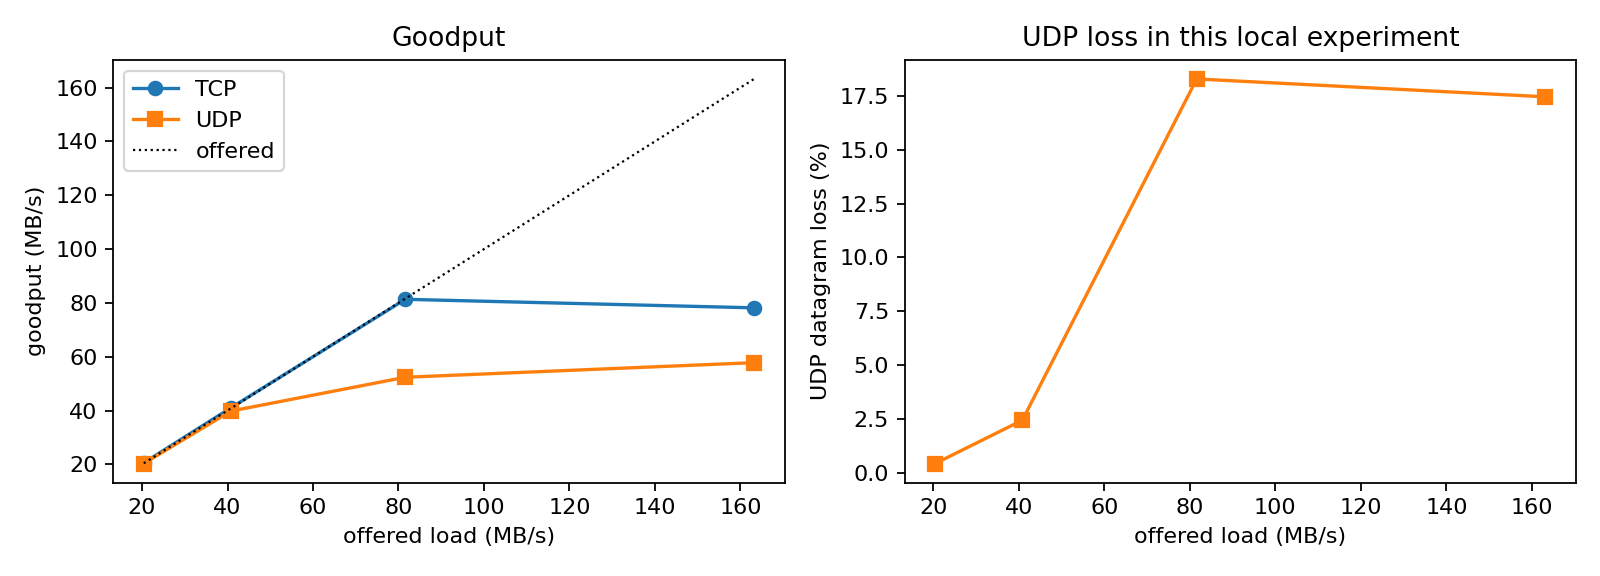 Goodput
TCP
UDP
offered
160
140
120
100
80
60
40
20
goodput (MB/s)
20 40 60 80 100 120 140 160
offered load (MB/s)
UDP loss in this local experiment
17.5
15.0
12.5
10.0
7.5
5.0
2.5
0.0
UDP datagram loss (%)
20 40 60 80 100 120 140 160
offered load (MB/s)